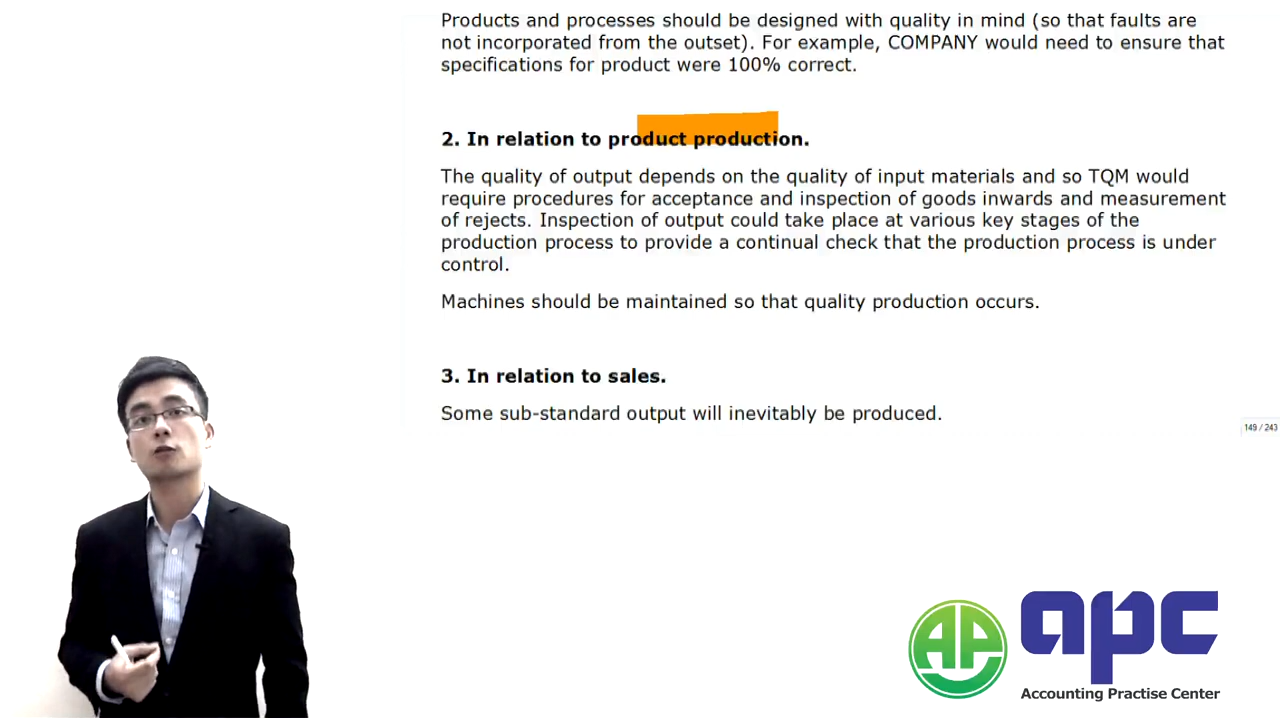 Products and processes should be designed with quality in mind (so that faults are
not incorporated from the outset). For example, COMPANY would need to ensure that
specifications for product were 100% correct.
2. In relation to product production.
The quality of output depends on the quality of input materials and so TQM would
require procedures for acceptance and inspection of goods inwards and measurement
of rejects. Inspection of output could take place at various key stages of the
production process to provide a continual check that the production process is under
control.
Machines should be maintained so that quality production occurs.
3. In relation to sales.
Some sub-standard output will inevitably be produced.
149 / 243
AP
apc
Accounting Practise Center